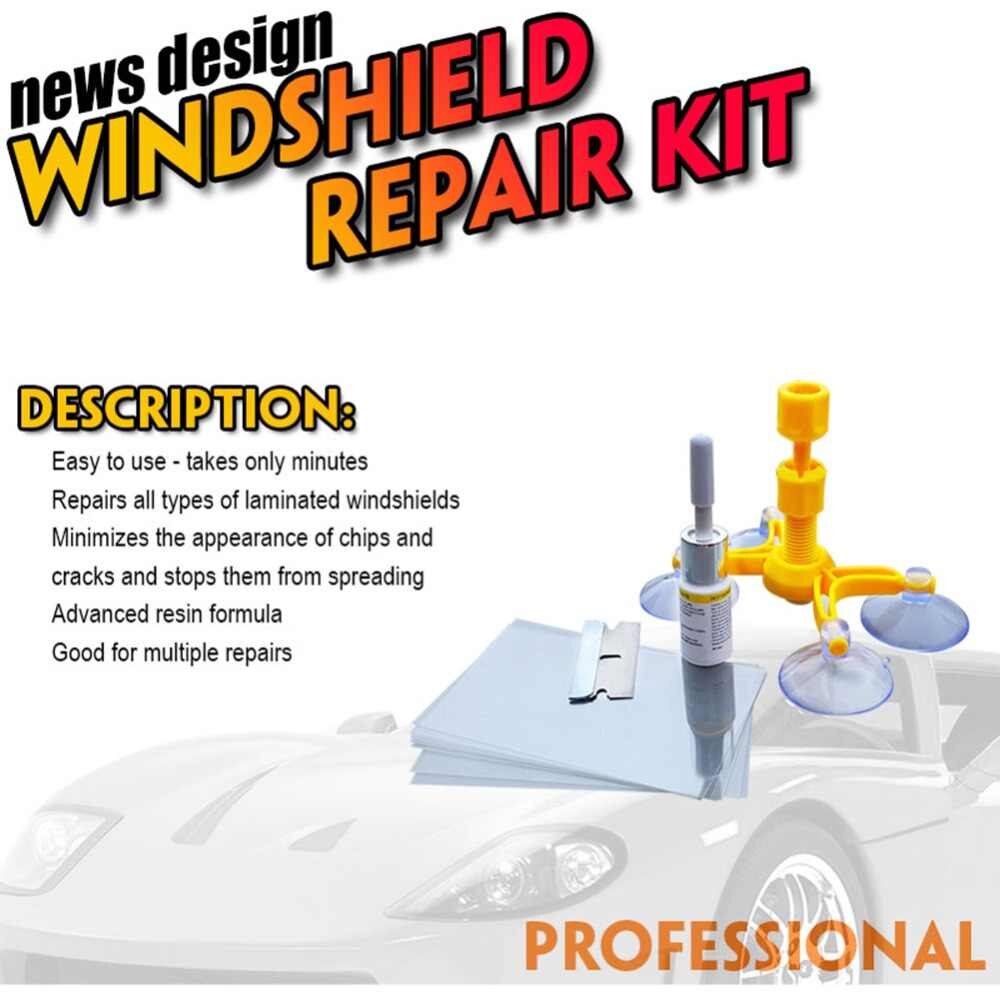 news design
WINDSHIELD
REPAIR KIT
DESCRIPTION:
Easy to use - takes only minutes
Repairs all types of laminated windshields
Minimizes the appearance of chips and
cracks and stops them from spreading
Advanced resin formula
Good for multiple repairs
PROFESSIONAL